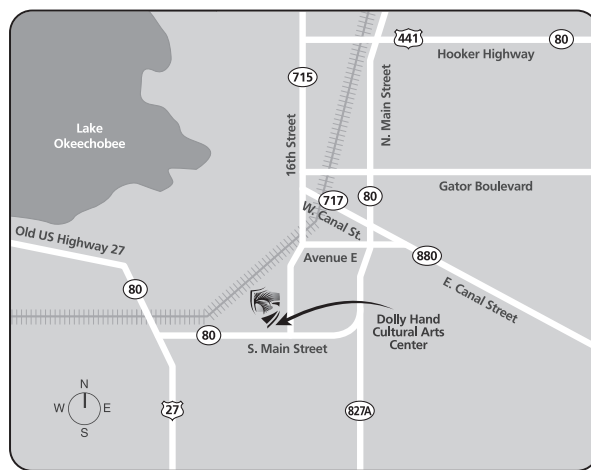 441
80
Hooker Highway
715
N. Main Street
16th Street
Lake
Okeechobee
717
80
Gator Boulevard
W. Canal St.
Old US Highway 27
Avenue E
880
E. Canal Street
80
Dolly Hand
Cultural Arts
Center
80
S. Main Street
N
W
E
S
27
827A